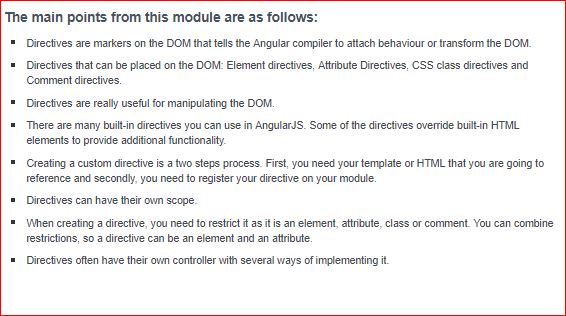 The main points from this module are as follows:
Directives are markers on the DOM that tells the Angular compiler to attach behaviour or transform the DOM.
Directives that can be placed on the DOM: Element directives, Attribute Directives, CSS class directives and
Comment directives.
Directives are really useful for manipulating the DOM.
There are many built-in directives you can use in AngularJS. Some of the directives override built-in HTML
elements to provide additional functionality.
Creating a custom directive is a two steps process. First, you need your template or HTML that you are going to
reference and secondly, you need to register your directive on your module.
Directives can have their own scope.
When creating a directive, you need to restrict it as it is an element, attribute, class or comment. You can combine
restrictions, so a directive can be an element and an attribute.
Directives often have their own controller with several ways of implementing it.